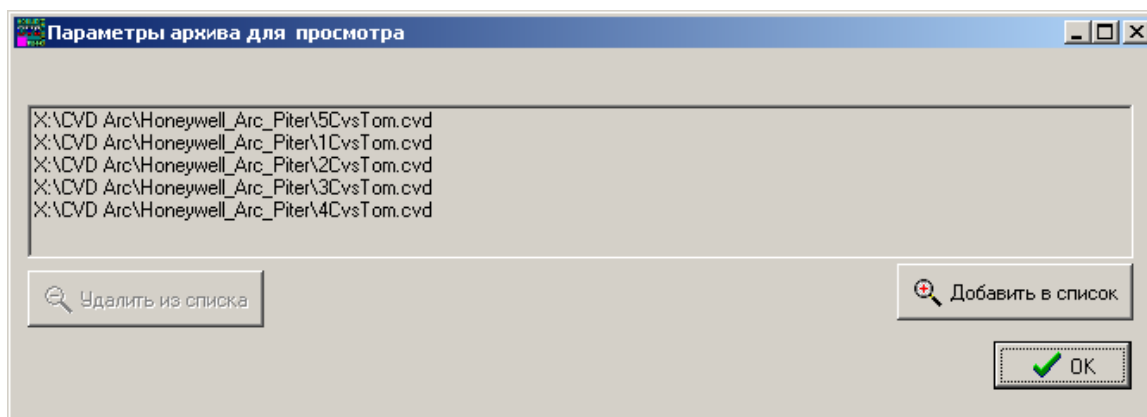 Параметры архива для просмотра
X:\CVD Arc\Honeywell_Arc_Piter\5CvsTom.cvd
X:\CVD Arc\Honeywell_Arc_Piter\1CvsTom.cvd
X:\CVD Arc\Honeywell_Arc_Piter\2CvsTom.cvd
X:\CVD Arc\Honeywell_Arc_Piter\3CvsTom.cvd
X:\CVD Arc\Honeywell_Arc_Piter\4CvsTom.cvd
Удалить из списка
Добавить в список
OK